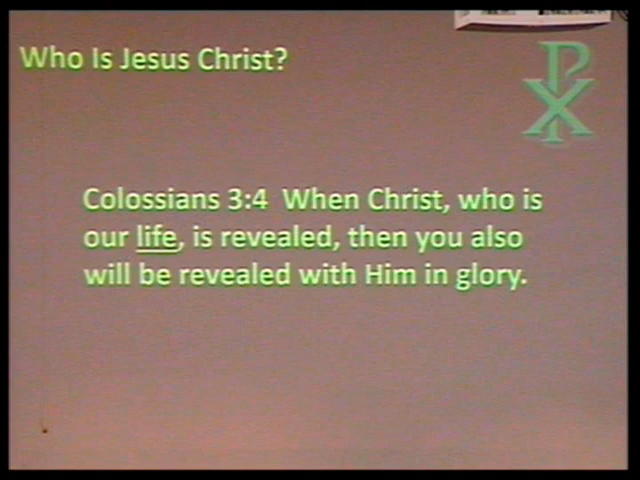 Who Is Jesus Christ?
Colossians 3:4 When Christ, who is
our life, is revealed, then you also
will be revealed with Him in glory.